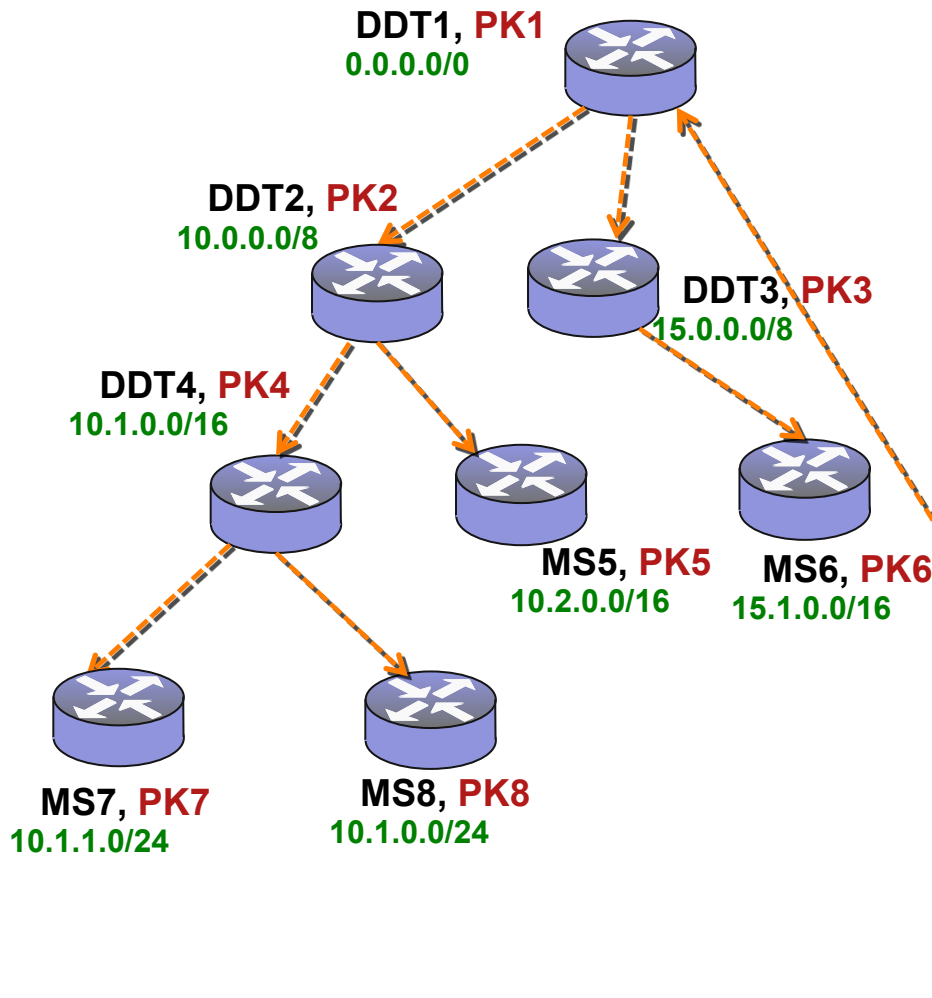 DDT1, PK1
0.0.0.0/0
DDT2, PK2
10.0.0.0/8
DDT3, PK3
15.0.0.0/8
DDT4, PK4
10.1.0.0/16
MS5, PK5
10.2.0.0/16
MS6, PK6
15.1.0.0/16
MS7, PK7
10.1.1.0/24
MS8, PK8
10.1.0.0/24